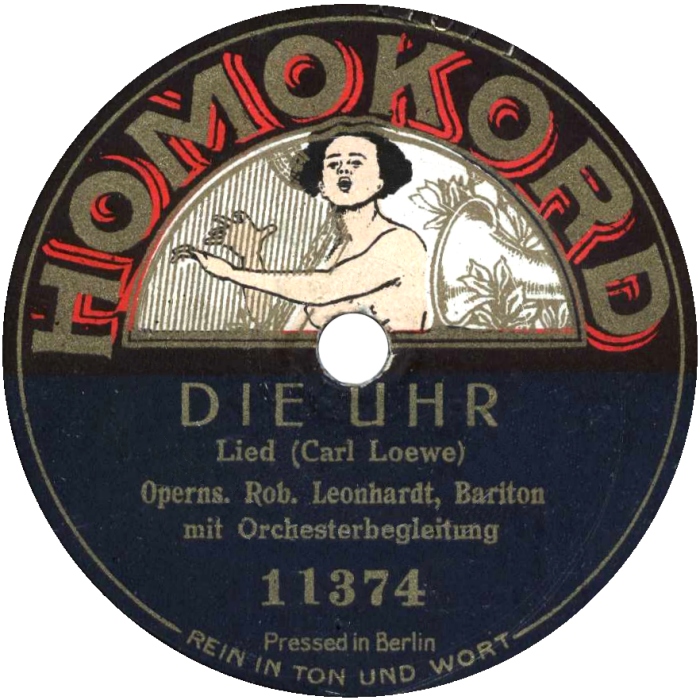 HOMOKORD
DIE UHR
Lied (Carl Loewe)
Operns. Rob. Leonhardt, Bariton
mit Orchesterbegleitung
11374
Pressed in Berlin
REIN IN TON UND WORT